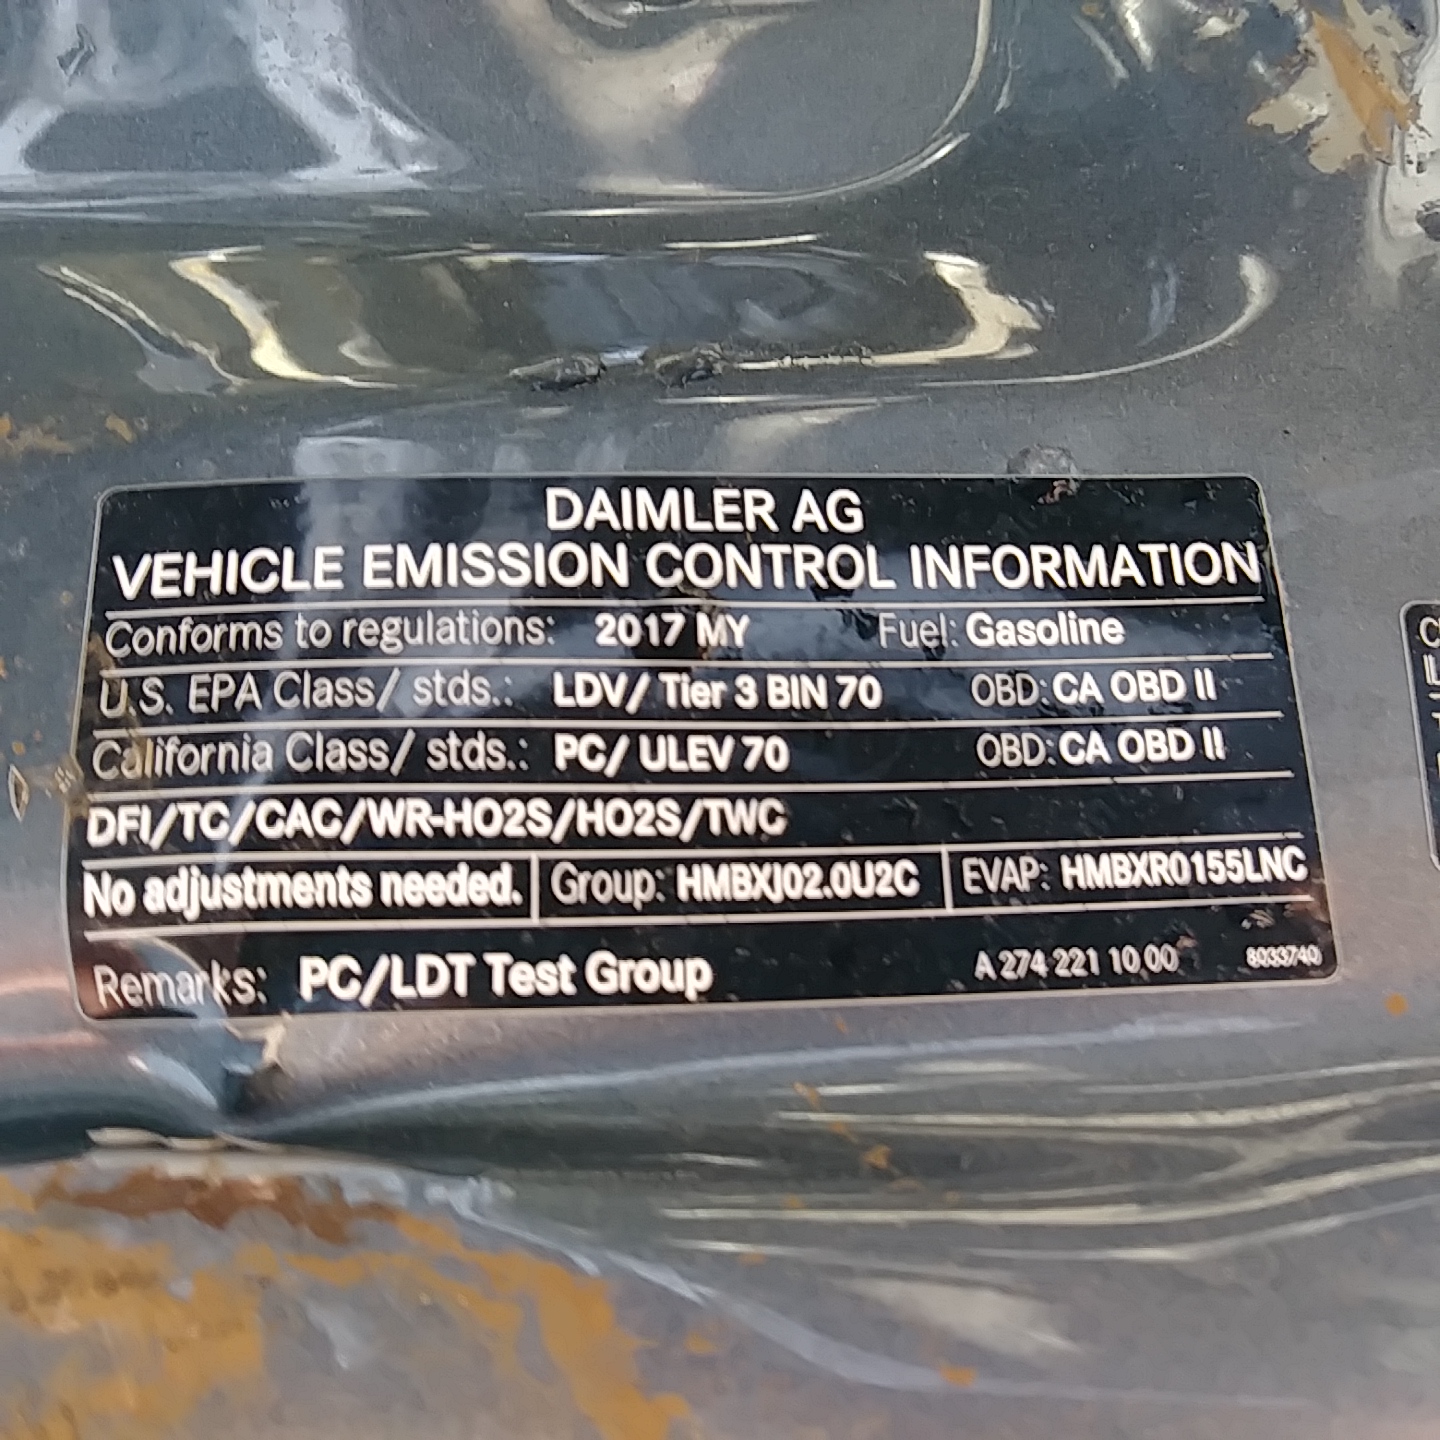 DAIMLER AG
VEHICLE EMISSION CONTROL INFORMATION
Conforms to regulations: 2017 MY Fuel: Gasoline
U.S. EPA Class/ stds.: LDV/ Tier 3 BIN 70 OBD: CA OBD II
California Class/ stds.: PC/ ULEV 70 OBD: CA OBD II
DFI/TC/CAC/WR-HO2S/HO2S/TWC
No adjustments needed. Group: HMBXJ02.0U2C EVAP: HMBXR0155LNC
Remarks: PC/LDT Test Group A 274 221 10 00 8033740